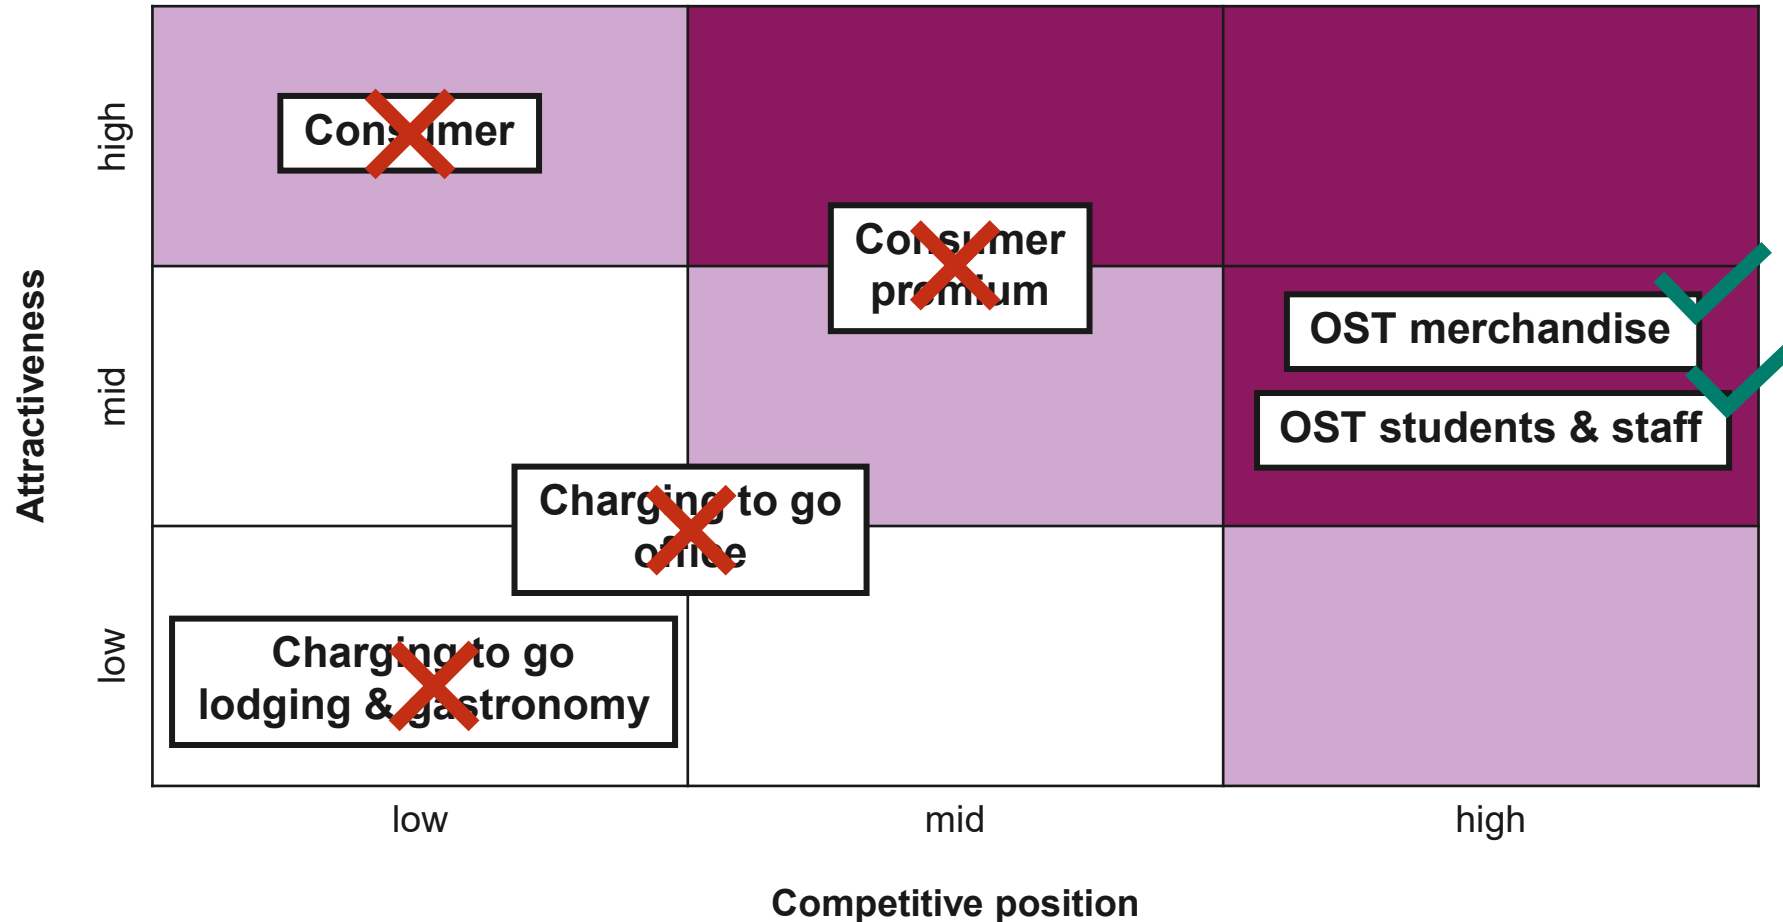 Attractiveness
high
mid
low
Consumer
Consumer
premium
OST merchandise
OST students & staff
Charging to go
office
Charging to go
lodging & gastronomy
low
mid
high
Competitive position